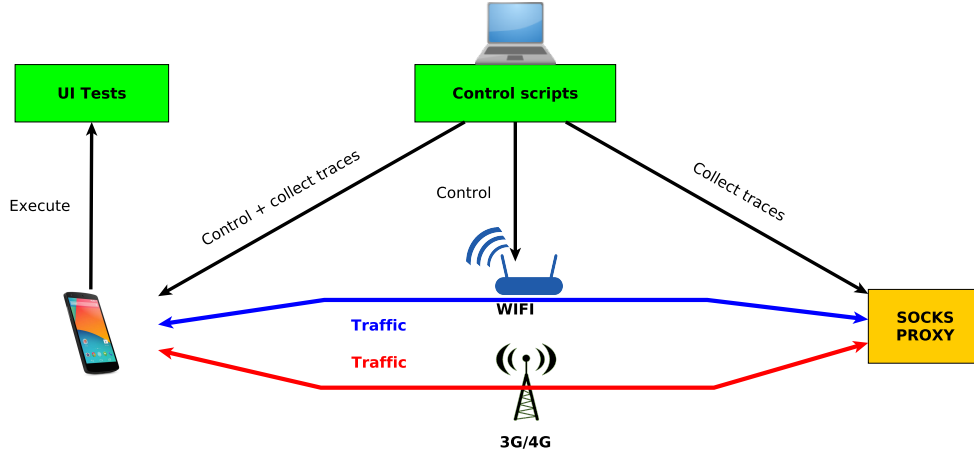 UI Tests
Control scripts
Execute
Control + collect traces
Control
Collect traces
WIFI
Traffic
SOCKS
PROXY
Traffic
3G/4G